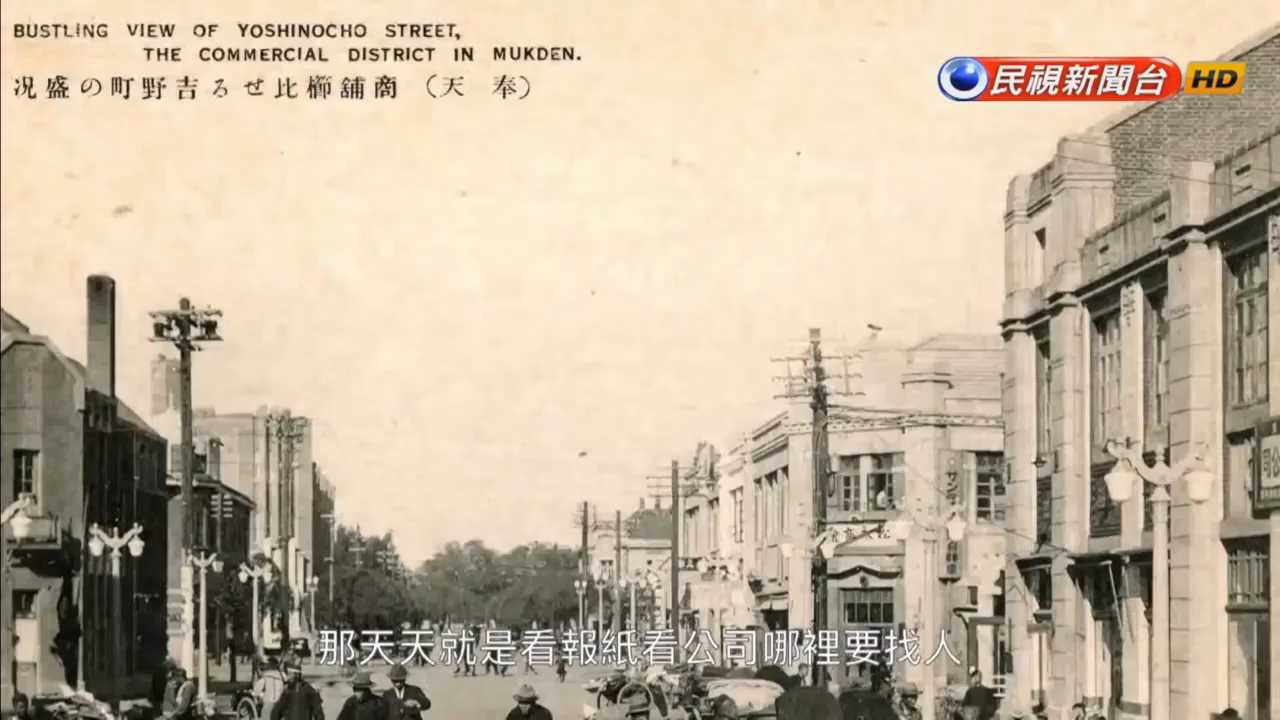 BUSTLING VIEW OF YOSHINOCHO STREET,
THE COMMERCIAL DISTRICT IN MUKDEN.
況盛の町野吉るせ比櫛舖商（天 奉）
民視新聞台 HD
那天天就是看報紙看公司哪裡要找人